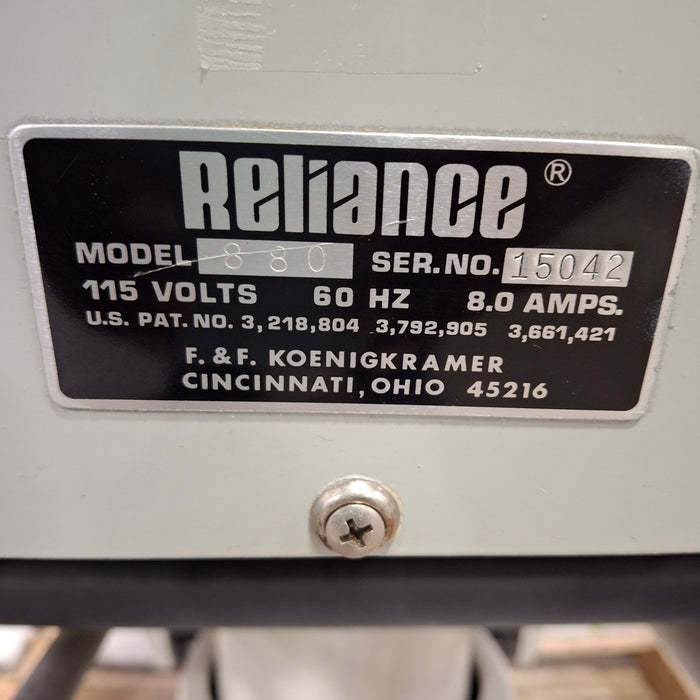 Reliance®
MODEL 880 SER.NO. 15042
115 VOLTS 60 HZ 8.0 AMPS.
U.S. PAT. NO. 3,218,804 3,792,905 3,661,421
F. & F. KOENIGKRAMER
CINCINNATI, OHIO 45216